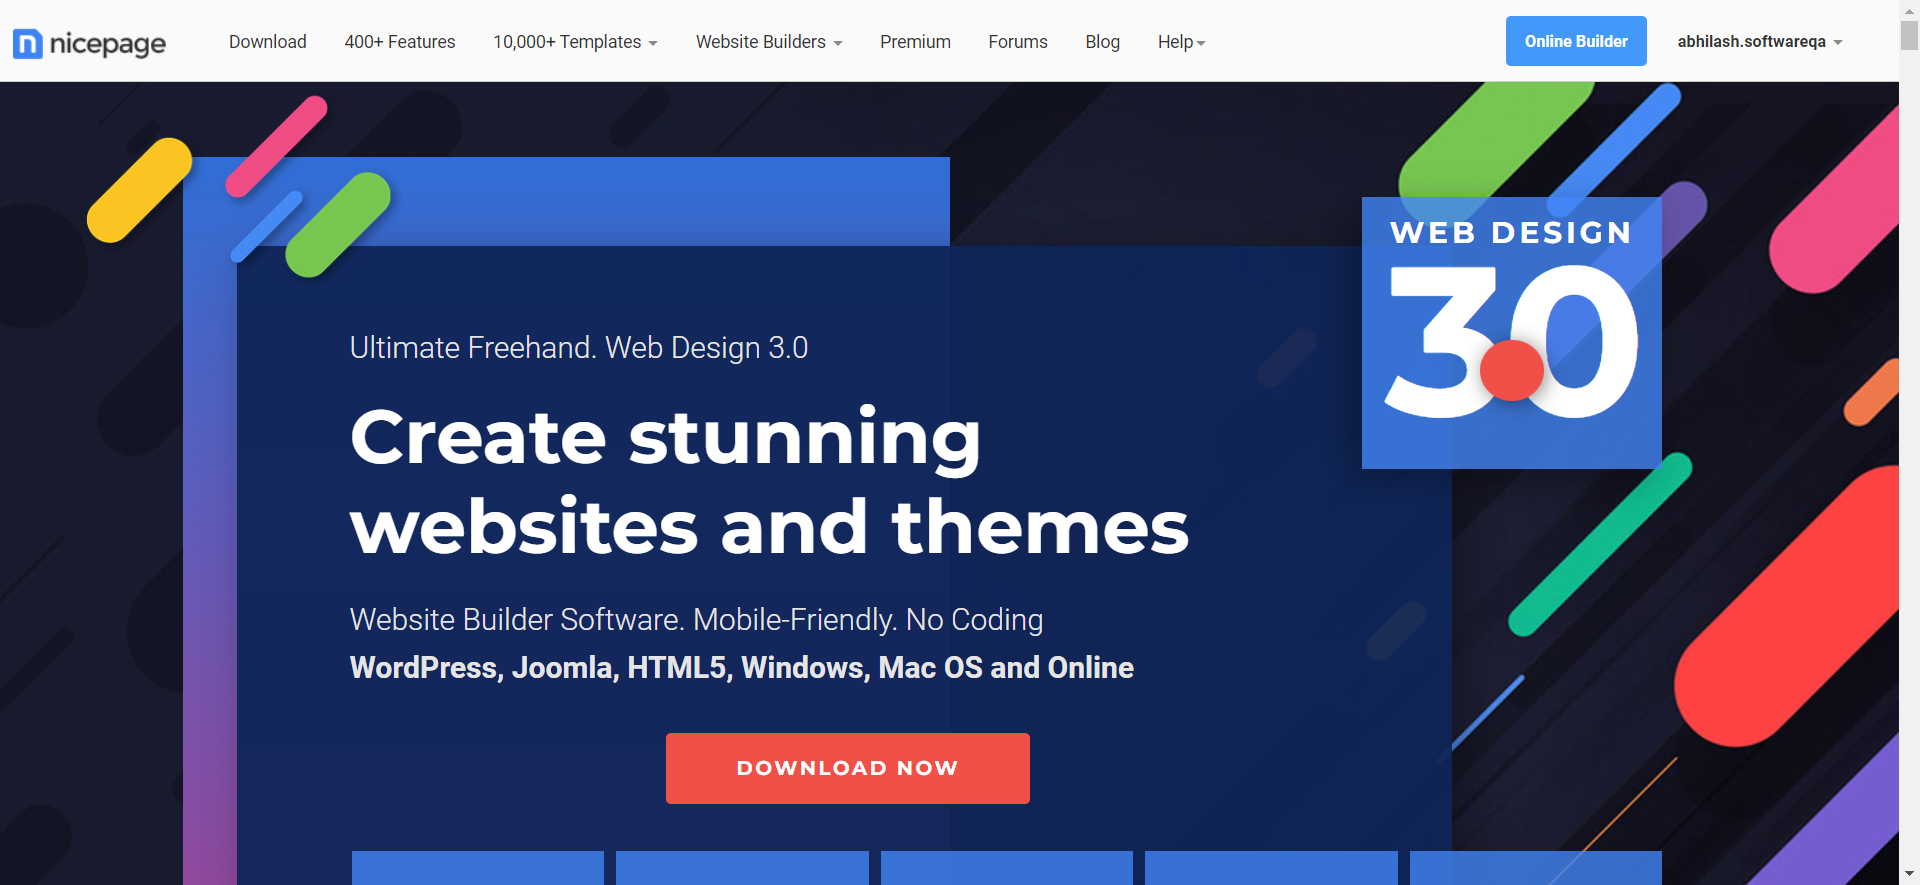 nicepage
Download
400+ Features
10,000+ Templates
Website Builders
Premium
Forums
Blog
Help
Online Builder
abhilash.softwareqa
WEB DESIGN
3.0
Ultimate Freehand. Web Design 3.0
Create stunning
websites and themes
Website Builder Software. Mobile-Friendly. No Coding
WordPress, Joomla, HTML5, Windows, Mac OS and Online
DOWNLOAD NOW